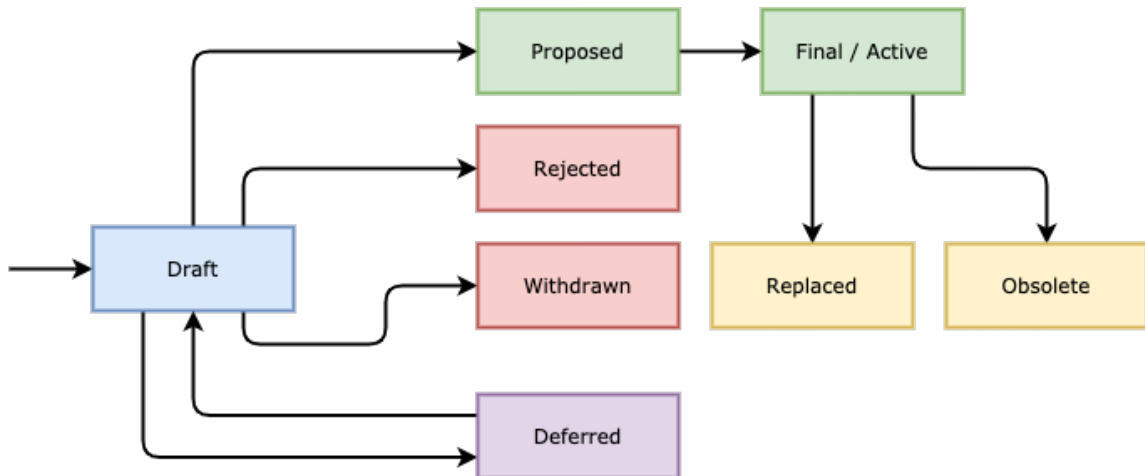 Proposed
Final / Active
Rejected
Draft
Withdrawn
Replaced
Obsolete
Deferred